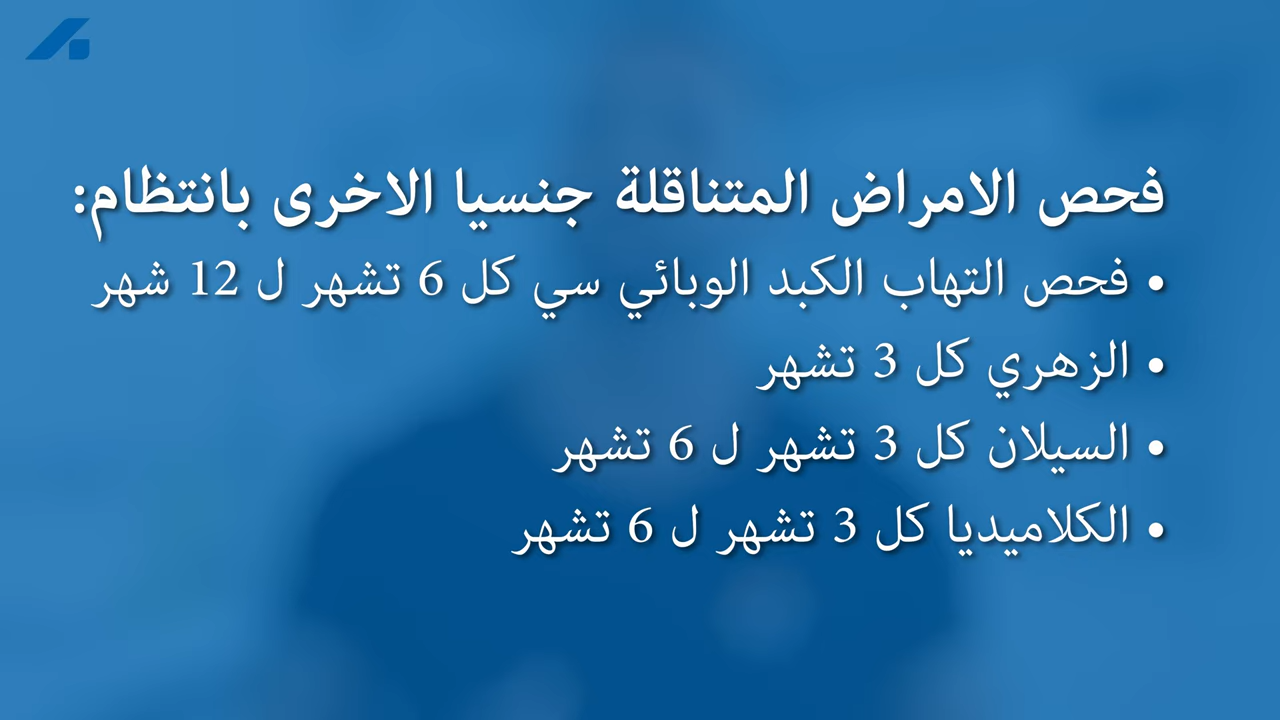 فحص الامراض المتناقلة جنسيا الاخرى بانتظام:
• فحص التهاب الكبد الوبائي سي كل 6 تشهر ل 12 شهر
• الزهري كل 3 تشهر
• السيلان كل 3 تشهر ل 6 تشهر
• الكلاميديا كل 3 تشهر ل 6 تشهر